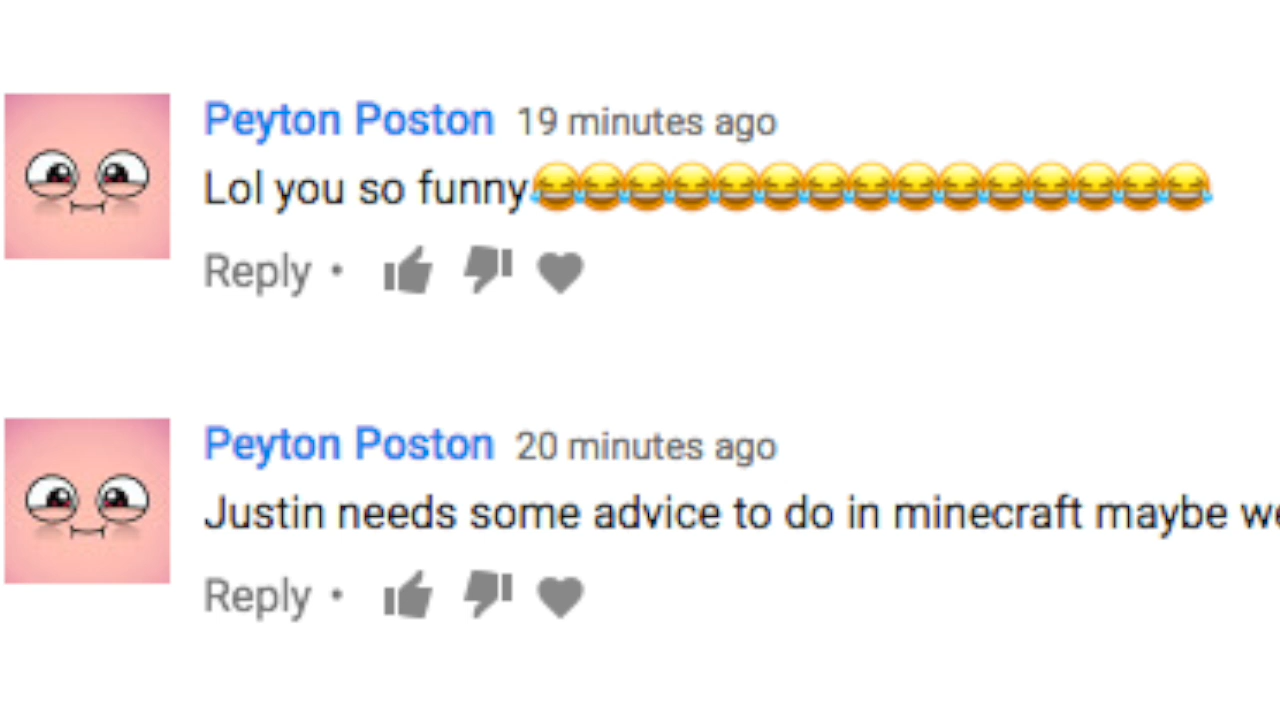 Peyton Poston 19 minutes ago
Lol you so funny😂😂😂😂😂😂😂😂😂😂😂😂😂😂😂
Reply •
Peyton Poston 20 minutes ago
Justin needs some advice to do in minecraft maybe
Reply •